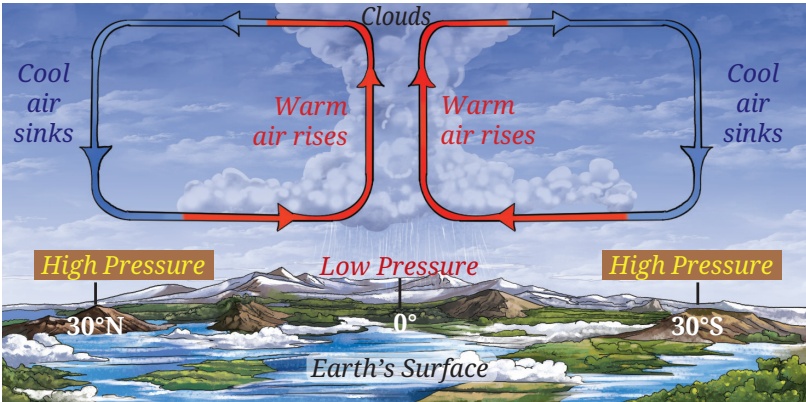 Clouds
Cool
air
sinks
Warm
air rises
Warm
air rises
Cool
air
sinks
High Pressure
Low Pressure
High Pressure
30°N
0°
30°S
Earth’s Surface